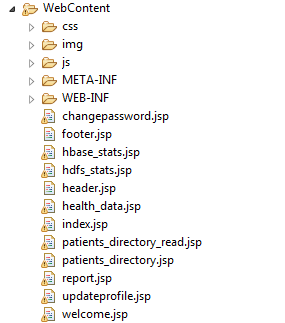 WebContent
css
img
js
META-INF
WEB-INF
changepassword.jsp
footer.jsp
hbase_stats.jsp
hdfs_stats.jsp
header.jsp
health_data.jsp
index.jsp
patients_directory_read.jsp
patients_directory.jsp
report.jsp
updateprofile.jsp
welcome.jsp